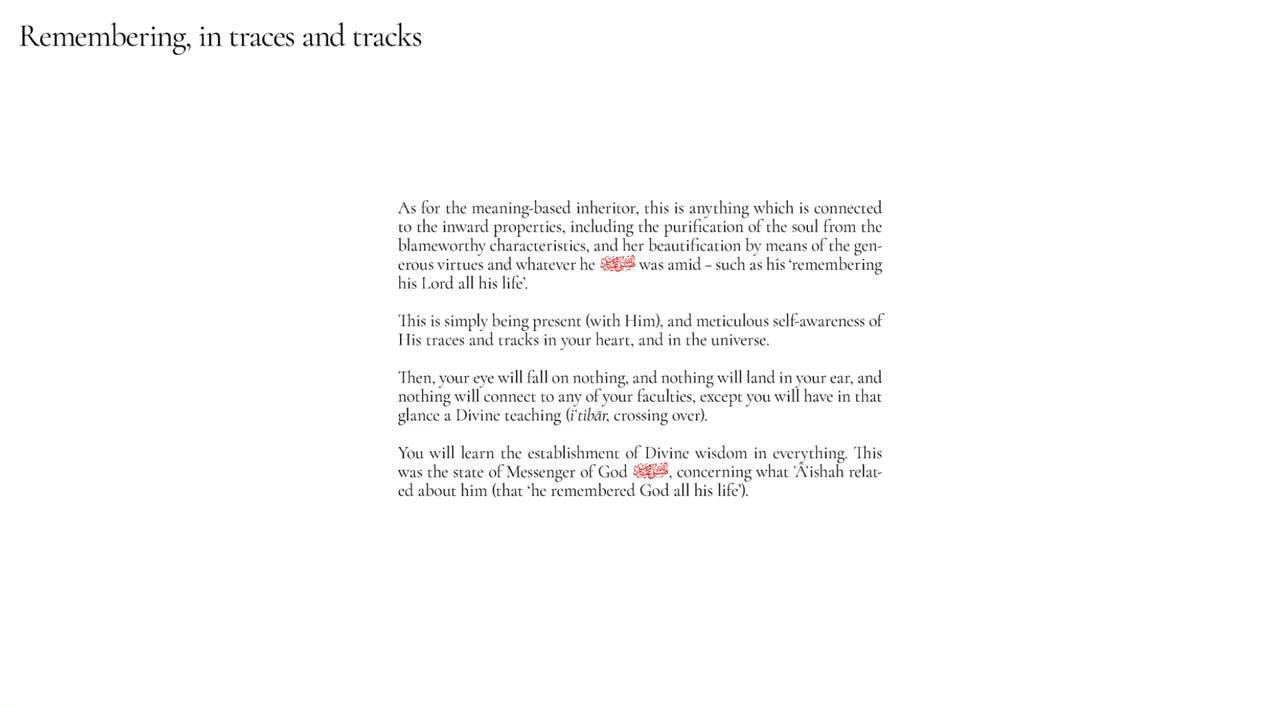 Remembering, in traces and tracks
As for the meaning-based inheritor, this is anything which is connected
to the inward properties, including the purification of the soul from the
blameworthy characteristics, and her beautification by means of the gen-
erous virtues and whatever he ﷺ was amid – such as his ‘remembering
his Lord all his life’.
This is simply being present (with Him), and meticulous self-awareness of
His traces and tracks in your heart, and in the universe.
Then, your eye will fall on nothing, and nothing will land in your ear, and
nothing will connect to any of your faculties, except you will have in that
glance a Divine teaching (iʿtibār, crossing over).
You will learn the establishment of Divine wisdom in everything. This
was the state of Messenger of God ﷺ, concerning what ʿĀʾishah relat-
ed about him (that ‘he remembered God all his life’).